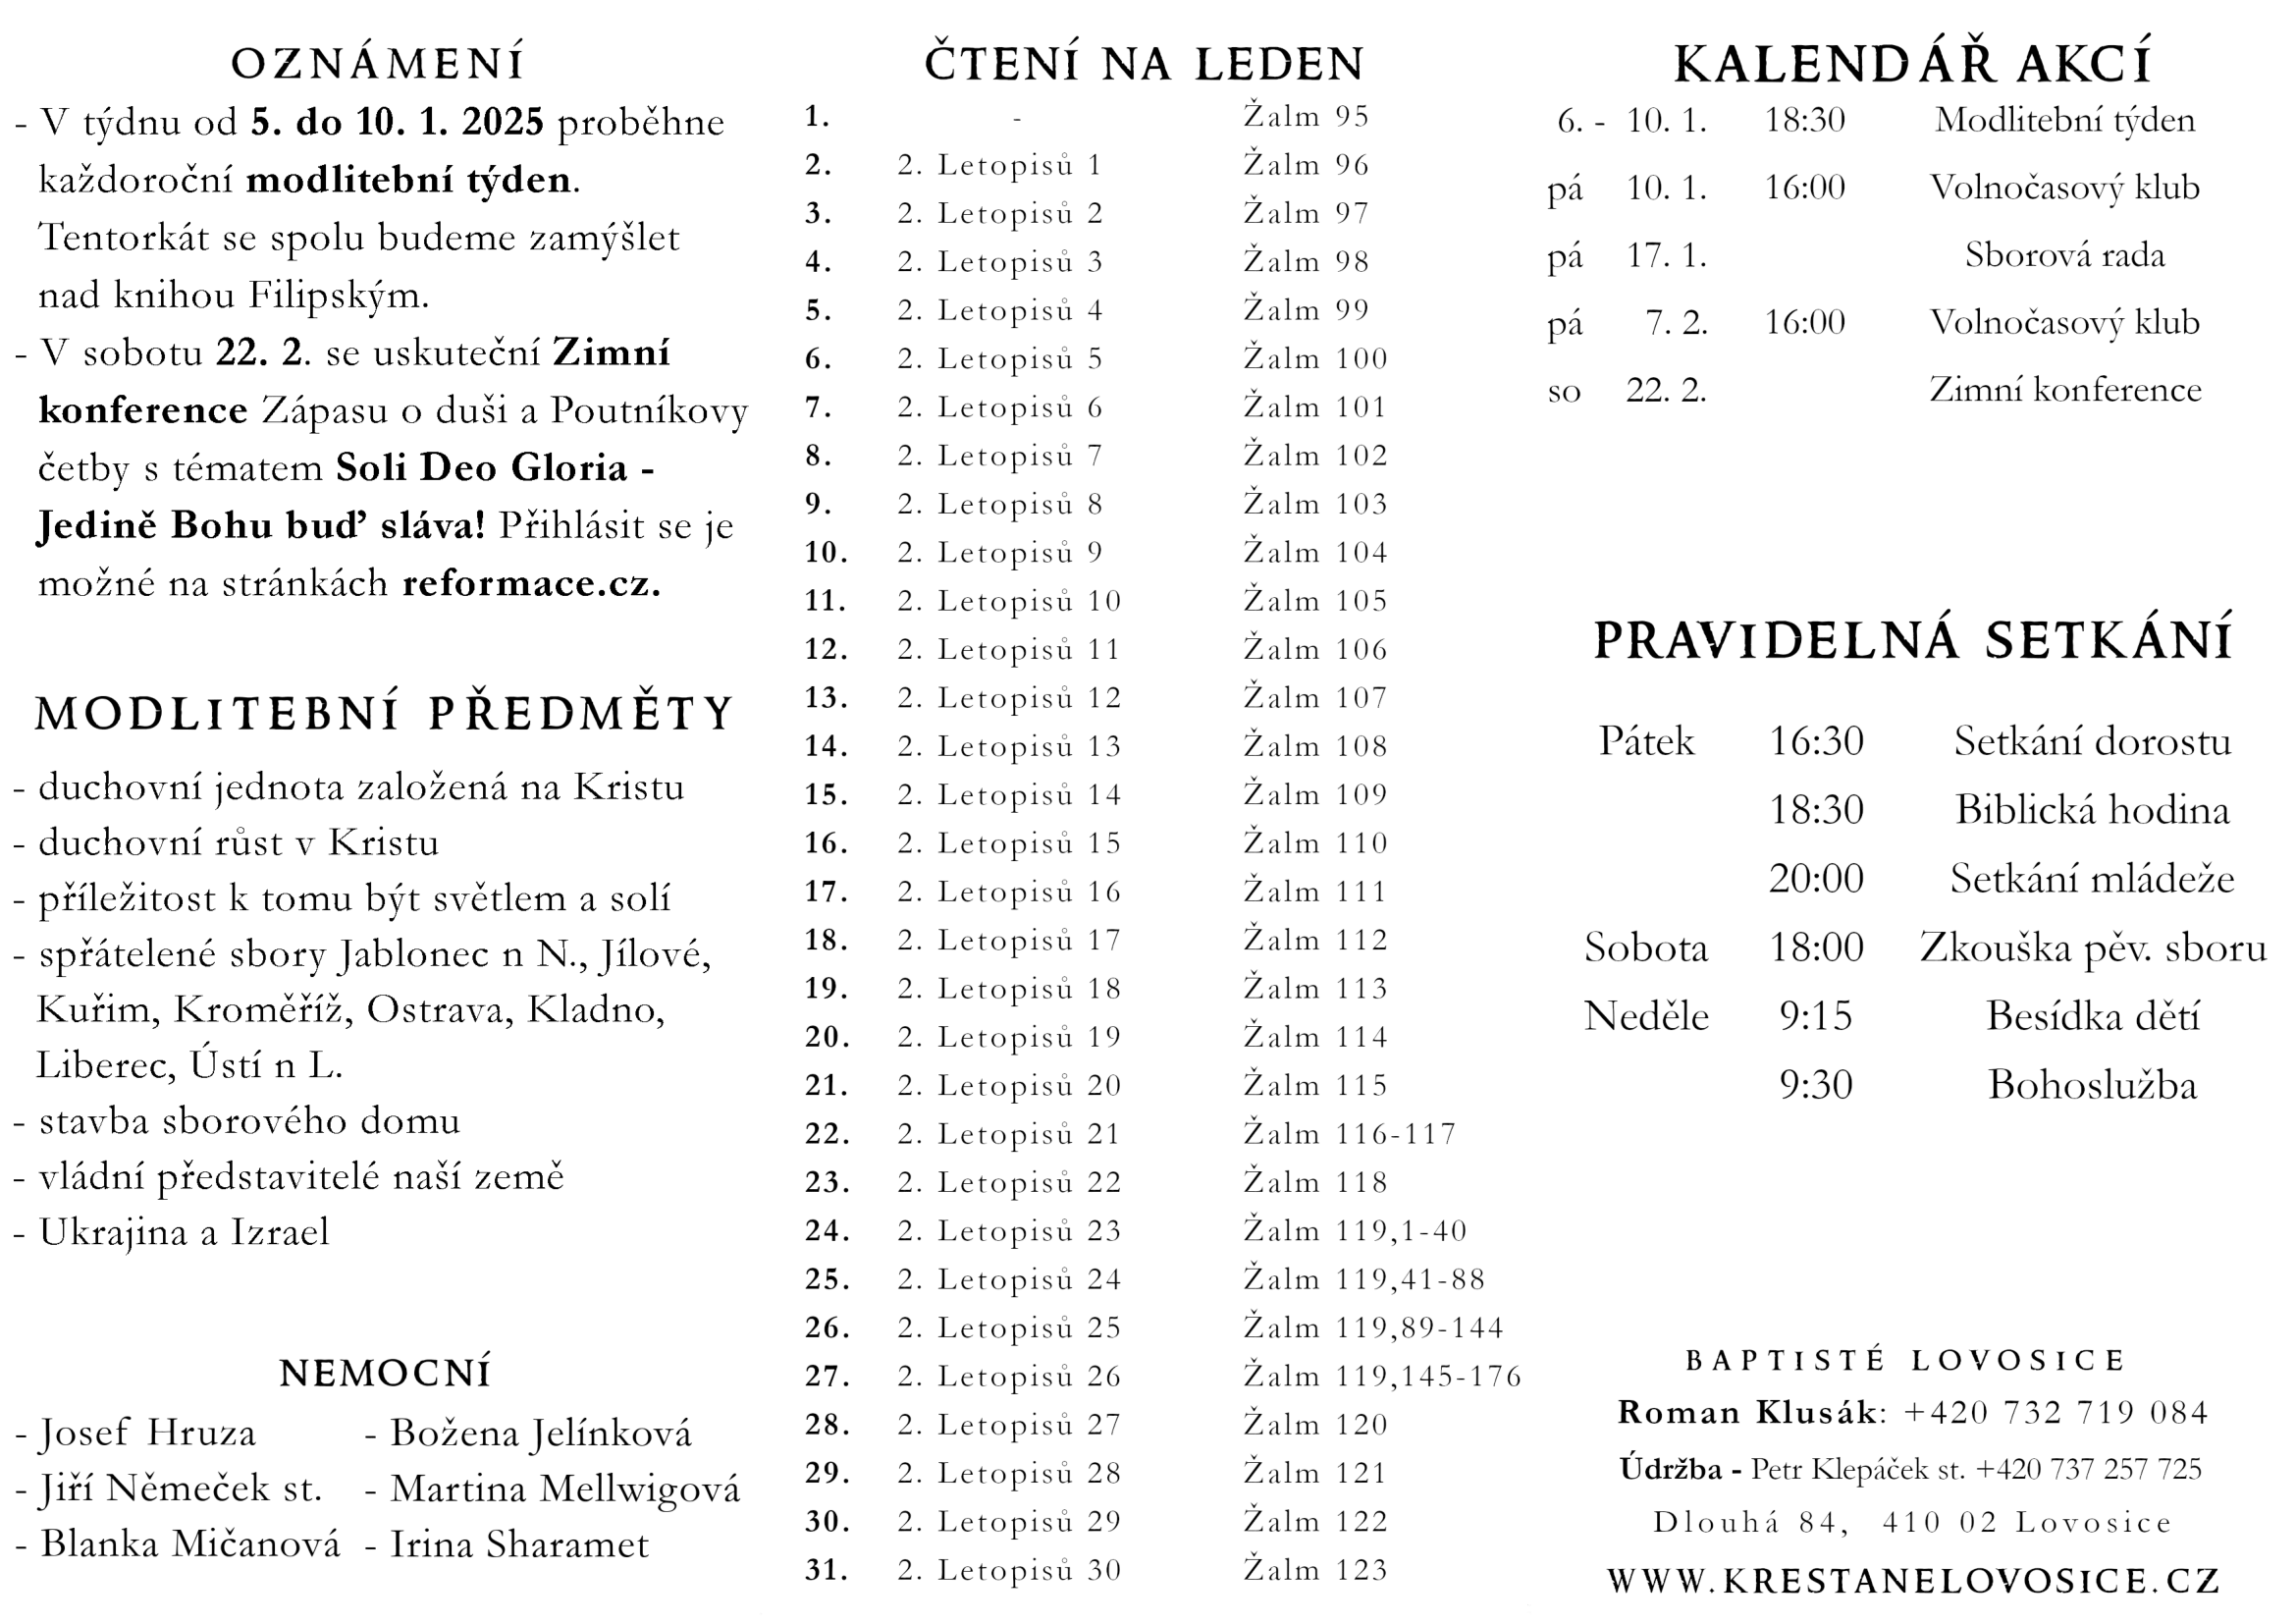 OZNÁMENÍ
- V týdnu od 5. do 10. 1. 2025 proběhne
každoroční modlitební týden.
Tentorkát se spolu budeme zamýšlet
nad knihou Filipským.
- V sobotu 22. 2. se uskuteční Zimní
konference Zápasu o duši a Poutníkovy
četby s tématem Soli Deo Gloria -
Jedině Bohu buď sláva! Přihlásit se je
možné na stránkách reformace.cz.
MODLITEBNÍ PŘEDMĚTY
- duchovní jednota založená na Kristu
- duchovní růst v Kristu
- příležitost k tomu být světlem a solí
- spřátelené sbory Jablonec n N., Jílové,
Kuřim, Kroměříž, Ostrava, Kladno,
Liberec, Ústí n L.
- stavba sborového domu
- vládní představitelé naší země
- Ukrajina a Izrael
NEMOCNÍ
- Josef Hruza - Božena Jelínková
- Jiří Němeček st. - Martina Mellwigová
- Blanka Mičanová - Irina Sharamet
ČTENÍ NA LEDEN
1. - Žalm 95
2. 2. Letopisů 1 Žalm 96
3. 2. Letopisů 2 Žalm 97
4. 2. Letopisů 3 Žalm 98
5. 2. Letopisů 4 Žalm 99
6. 2. Letopisů 5 Žalm 100
7. 2. Letopisů 6 Žalm 101
8. 2. Letopisů 7 Žalm 102
9. 2. Letopisů 8 Žalm 103
10. 2. Letopisů 9 Žalm 104
11. 2. Letopisů 10 Žalm 105
12. 2. Letopisů 11 Žalm 106
13. 2. Letopisů 12 Žalm 107
14. 2. Letopisů 13 Žalm 108
15. 2. Letopisů 14 Žalm 109
16. 2. Letopisů 15 Žalm 110
17. 2. Letopisů 16 Žalm 111
18. 2. Letopisů 17 Žalm 112
19. 2. Letopisů 18 Žalm 113
20. 2. Letopisů 19 Žalm 114
21. 2. Letopisů 20 Žalm 115
22. 2. Letopisů 21 Žalm 116-117
23. 2. Letopisů 22 Žalm 118
24. 2. Letopisů 23 Žalm 119,1-40
25. 2. Letopisů 24 Žalm 119,41-88
26. 2. Letopisů 25 Žalm 119,89-144
27. 2. Letopisů 26 Žalm 119,145-176
28. 2. Letopisů 27 Žalm 120
29. 2. Letopisů 28 Žalm 121
30. 2. Letopisů 29 Žalm 122
31. 2. Letopisů 30 Žalm 123
KALENDÁŘ AKCÍ
6. - 10. 1. 18:30 Modlitební týden
pá 10. 1. 16:00 Volnočasový klub
pá 17. 1. Sborová rada
pá 7. 2. 16:00 Volnočasový klub
so 22. 2. Zimní konference
PRAVIDELNÁ SETKÁNÍ
Pátek 16:30 Setkání dorostu
18:30 Biblická hodina
20:00 Setkání mládeže
Sobota 18:00 Zkouška pěv. sboru
Neděle 9:15 Besídka dětí
9:30 Bohoslužba
BAPTISTÉ LOVOSICE
Roman Klusák: +420 732 719 084
Údržba - Petr Klepáček st. +420 737 257 725
Dlouhá 84, 410 02 Lovosice
WWW.KRESTANELOVOSICE.CZ